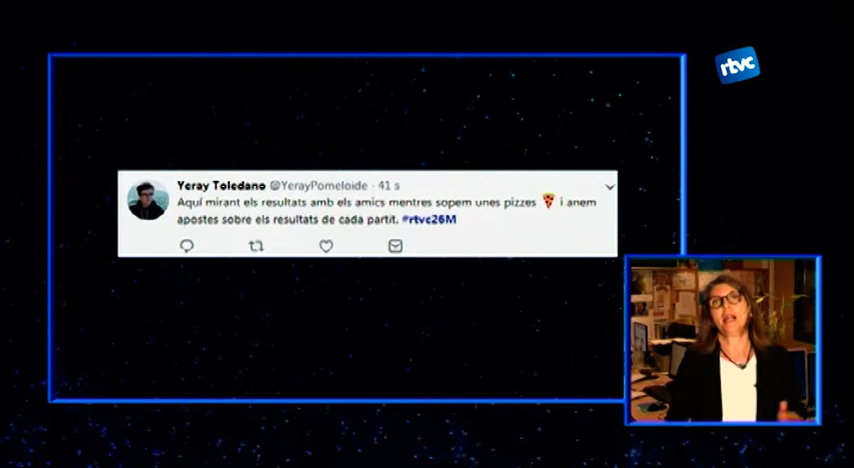 rtvc
Yeray Toledano @YerayPomeloide · 41 s
Aquí mirant els resultats amb els amics mentres sopem unes pizzes 🍕 i anem
apostes sobre els resultats de cada partit. #rtvc26M